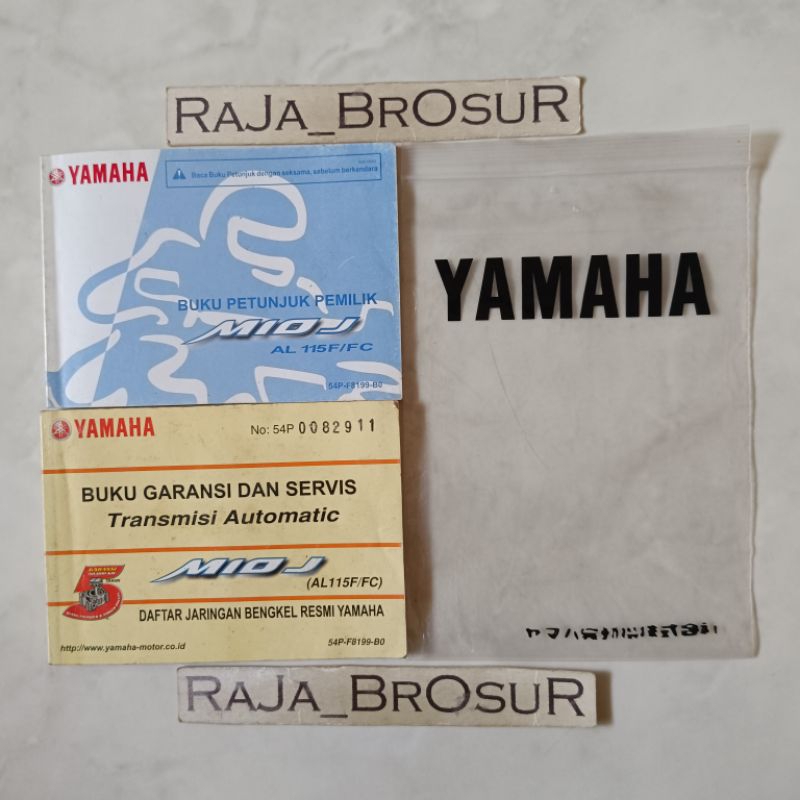 RAJA_BROSUR
YAMAHA
Baca Buku Petunjuk dengan seksama, sebelum berkendara
BUKU PETUNJUK PEMILIK
MIO J
AL 115F/FC
54P-F8199-B0
YAMAHA
No: 54P 0082911
BUKU GARANSI DAN SERVIS
Transmisi Automatic
MIO J
(AL115F/FC)
5
DAFTAR JARINGAN BENGKEL RESMI YAMAHA
http://www.yamaha-motor.co.id
54P-F8199-B0
YAMAHA
RAJA_BROSUR